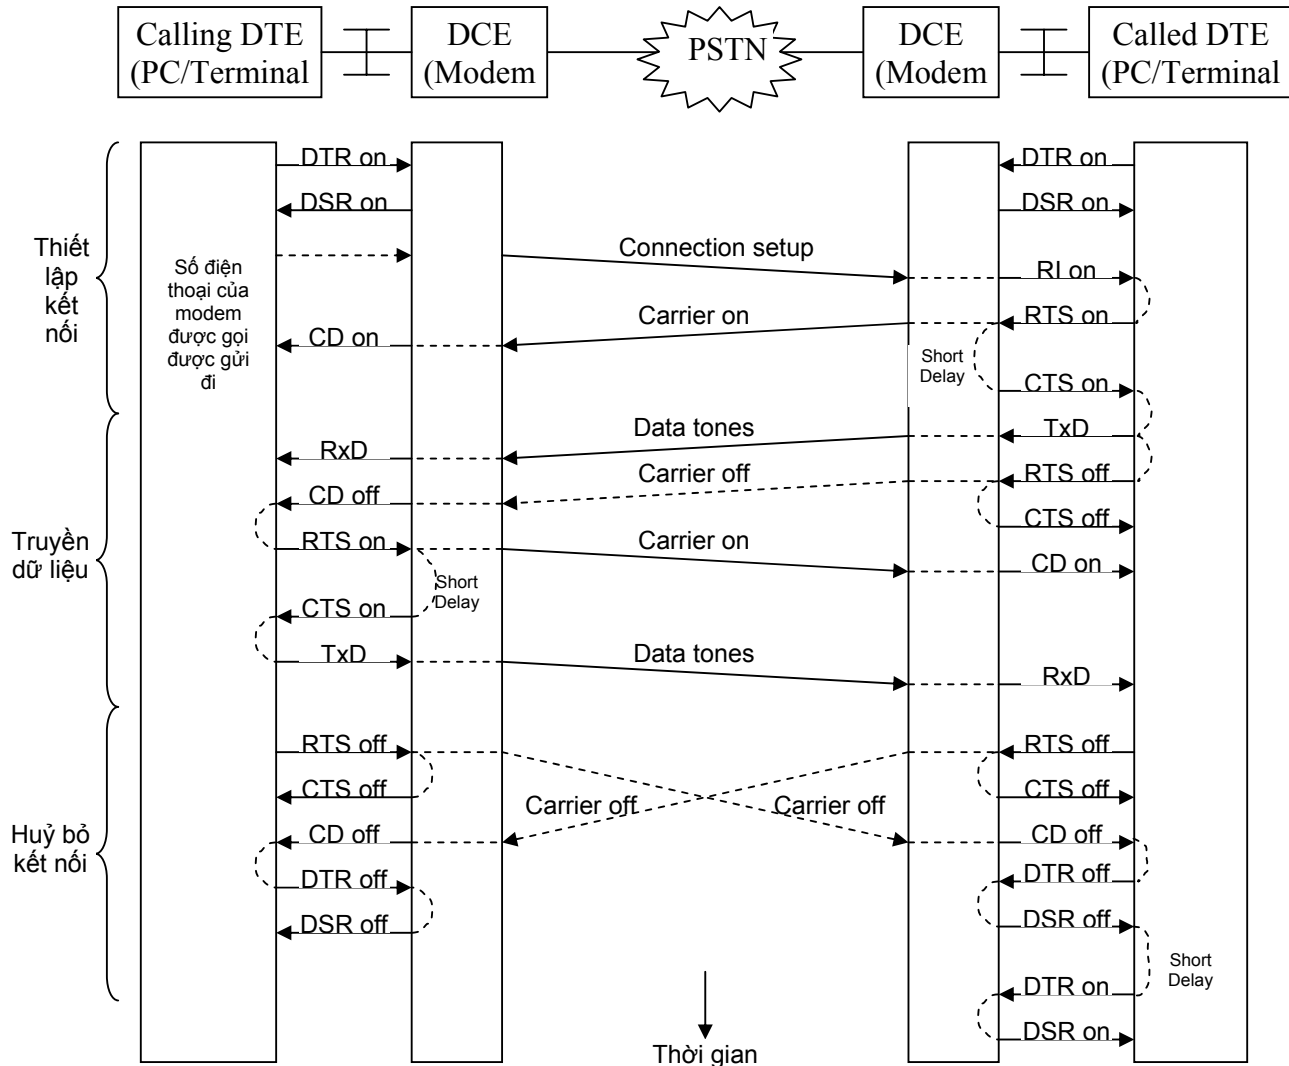 Calling DTE
(PC/Terminal
DCE
(Modem
PSTN
DCE
(Modem
Called DTE
(PC/Terminal
DTR on
DTR on
DSR on
DSR on
Thiết
lập
kết
nối
Số điện
thoại của
modem
được gọi
được gửi
đi
Connection setup
RI on
Carrier on
RTS on
CD on
Short
Delay
CTS on
Data tones
TxD
RxD
Carrier off
RTS off
CD off
CTS off
Truyền
dữ liệu
RTS on
Carrier on
CD on
Short
Delay
CTS on
TxD
Data tones
RxD
RTS off
RTS off
CTS off
Carrier off
Carrier off
CTS off
Huỷ bỏ
kết nối
CD off
CD off
DTR off
DTR off
DSR off
DSR off
Short
Delay
DTR on
DSR on
Thời gian